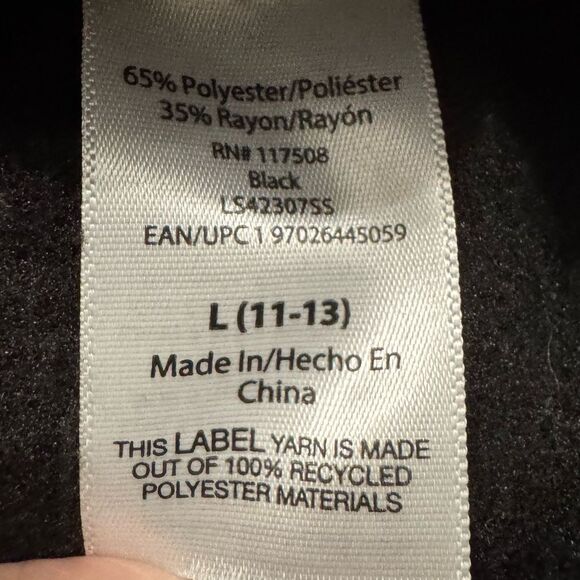 65% Polyester/Poliéster
35% Rayon/Rayón
RN# 117508
Black
LS42307SS
EAN/UPC 1 97026445059
L (11-13)
Made In/Hecho En
China
THIS LABEL YARN IS MADE
OUT OF 100% RECYCLED
POLYESTER MATERIALS